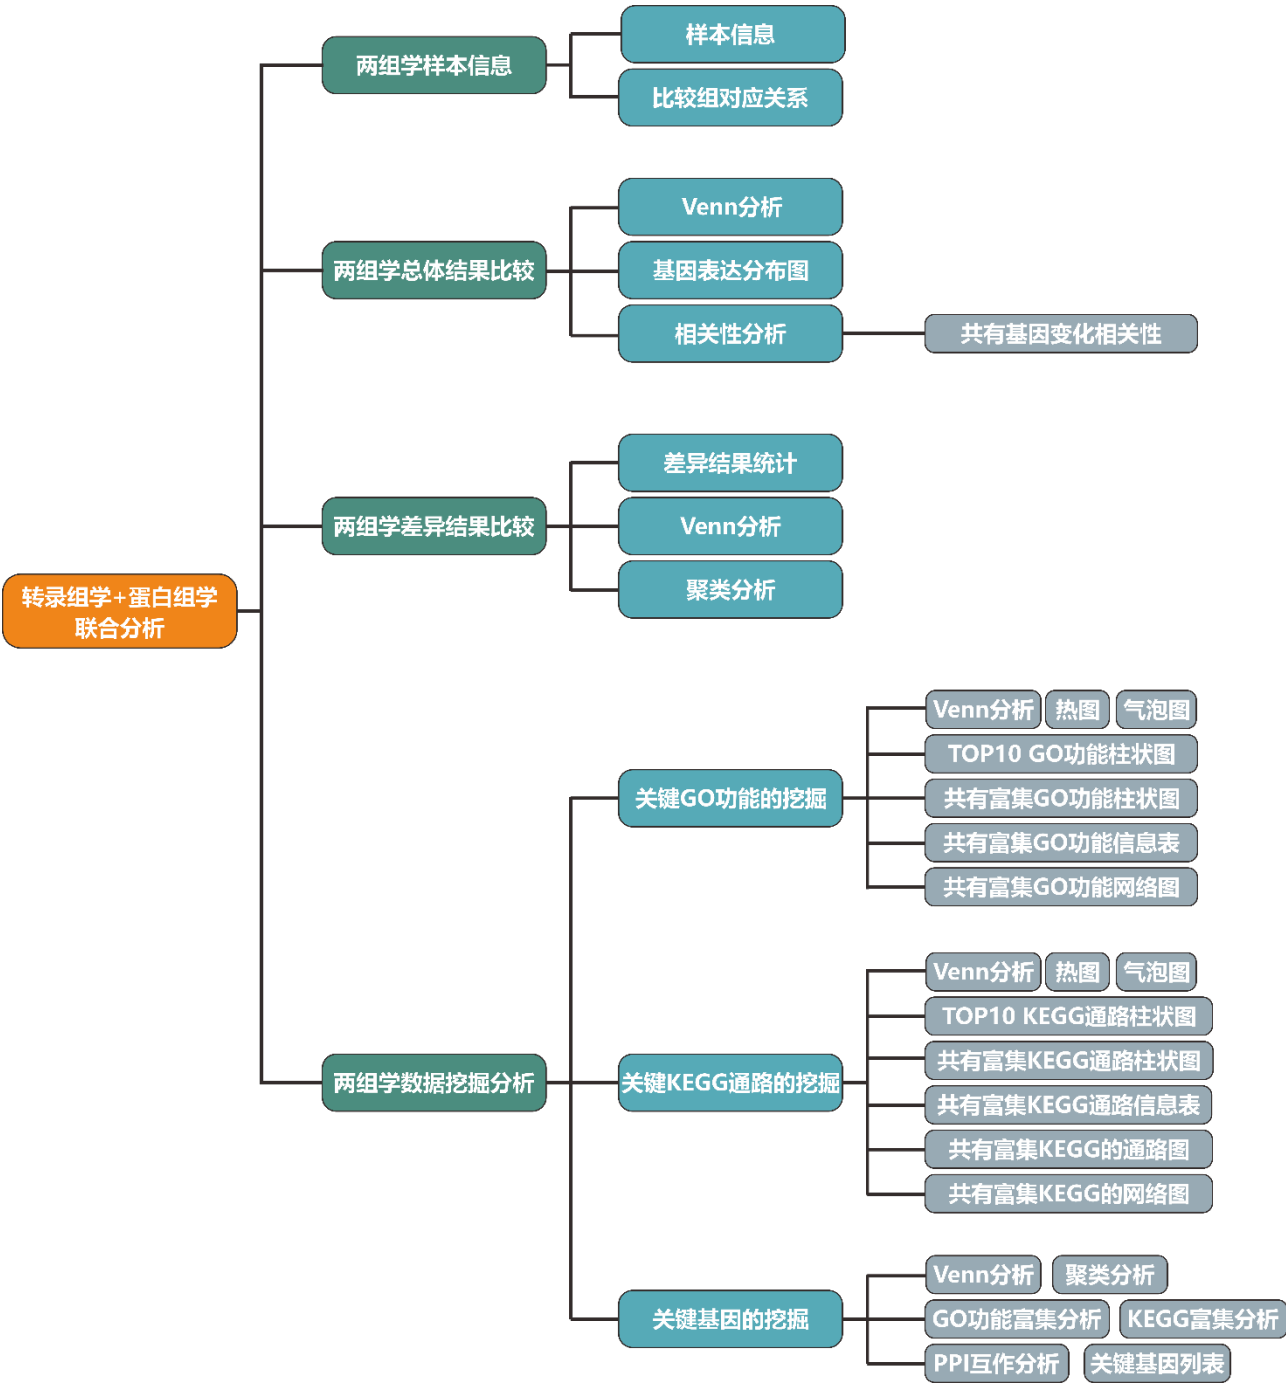 样本信息
两组学样本信息
比较组对应关系
Venn分析
两组学总体结果比较
基因表达分布图
相关性分析
共有基因变化相关性
差异结果统计
两组学差异结果比较
Venn分析
聚类分析
转录组学+蛋白组学
联合分析
Venn分析 热图 气泡图
TOP10 GO功能柱状图
关键GO功能的挖掘
共有富集GO功能柱状图
共有富集GO功能信息表
共有富集GO功能网络图
Venn分析 热图 气泡图
TOP10 KEGG通路柱状图
共有富集KEGG通路柱状图
两组学数据挖掘分析
关键KEGG通路的挖掘
共有富集KEGG通路信息表
共有富集KEGG的通路图
共有富集KEGG的网络图
Venn分析 聚类分析
关键基因的挖掘
GO功能富集分析 KEGG富集分析
PPI互作分析 关键基因列表